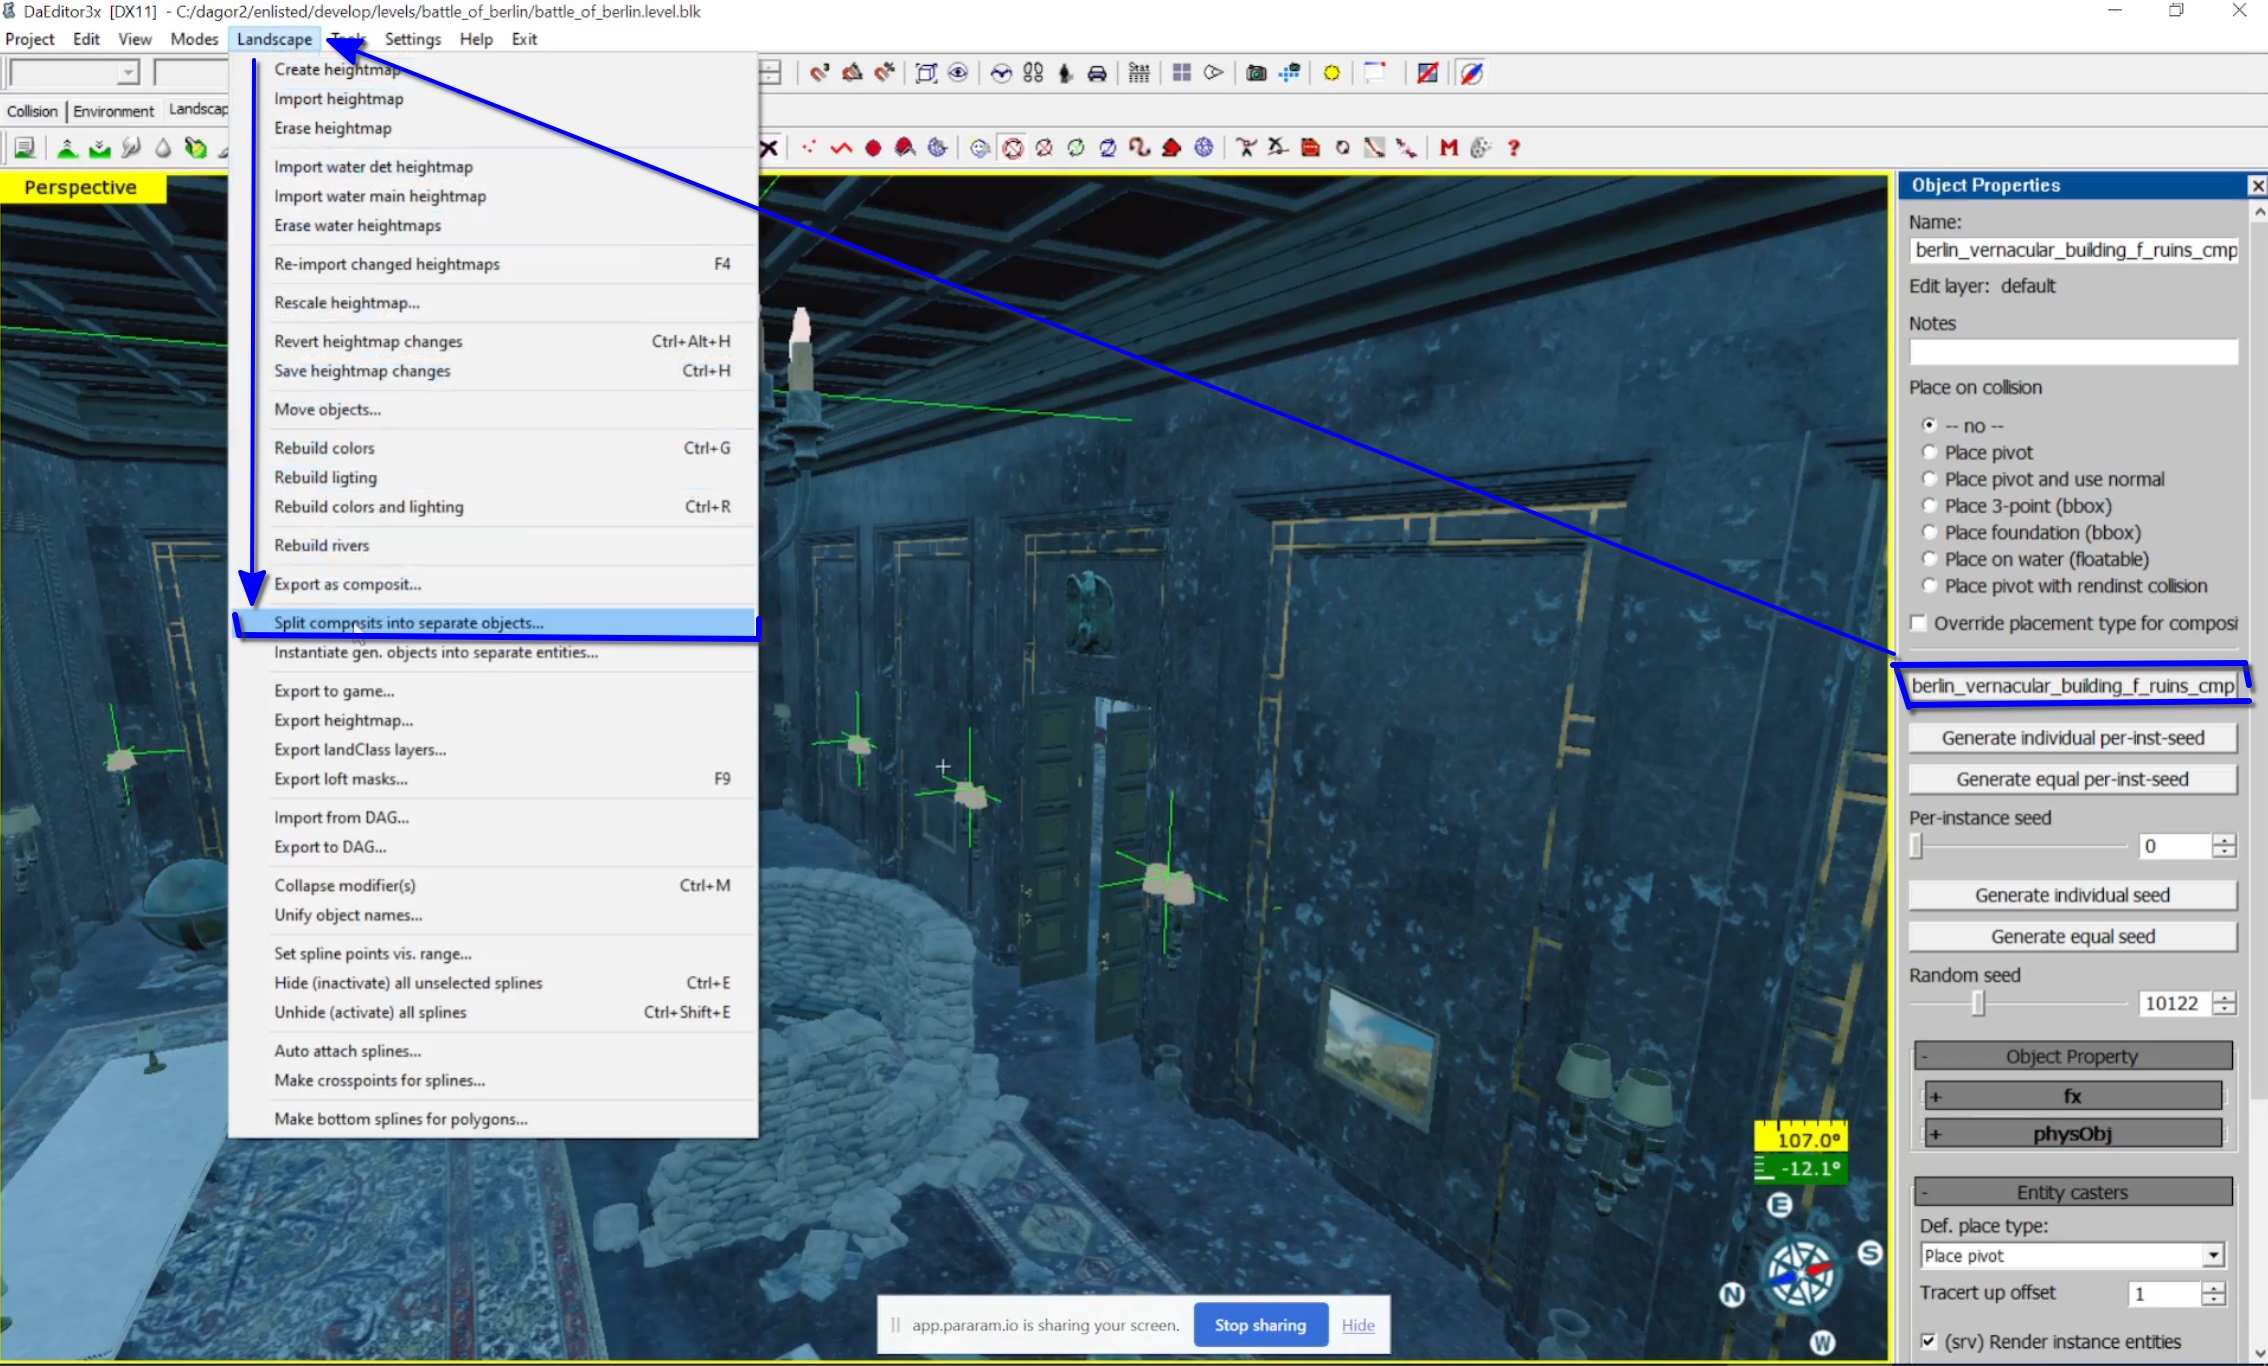 DaEditor3x [DX11] - C:/dagor2/enlisted/develop/levels/battle_of_berlin/battle_of_berlin.level.blk
Project Edit View Modes Landscape Tools Settings Help Exit
Collision Environment Landscap
Stat
M ?
Perspective
Create heightmap
Import heightmap
Erase heightmap
Import water det heightmap
Import water main heightmap
Erase water heightmaps
Re-import changed heightmaps F4
Rescale heightmap...
Revert heightmap changes Ctrl+Alt+H
Save heightmap changes Ctrl+H
Move objects...
Rebuild colors Ctrl+G
Rebuild ligting
Rebuild colors and lighting Ctrl+R
Rebuild rivers
Export as composit...
Split composits into separate objects...
Instantiate gen. objects into separate entities...
Export to game...
Export heightmap...
Export landClass layers...
Export loft masks... F9
Import from DAG...
Export to DAG...
Collapse modifier(s) Ctrl+M
Unify object names...
Set spline points vis. range...
Hide (inactivate) all unselected splines Ctrl+E
Unhide (activate) all splines Ctrl+Shift+E
Auto attach splines...
Make crosspoints for splines...
Make bottom splines for polygons...
107.0°
-12.1°
E
S
N
W
app.pararam.io is sharing your screen. Stop sharing Hide
Object Properties
Name:
berlin_vernacular_building_f_ruins_cmp
Edit layer: default
Notes
Place on collision
-- no --
Place pivot
Place pivot and use normal
Place 3-point (bbox)
Place foundation (bbox)
Place on water (floatable)
Place pivot with rendinst collision
Override placement type for composi
berlin_vernacular_building_f_ruins_cmp
Generate individual per-inst-seed
Generate equal per-inst-seed
Per-instance seed
0
Generate individual seed
Generate equal seed
Random seed
10122
- Object Property
+ fx
+ physObj
- Entity casters
Def. place type:
Place pivot
Tracert up offset 1
(srv) Render instance entities